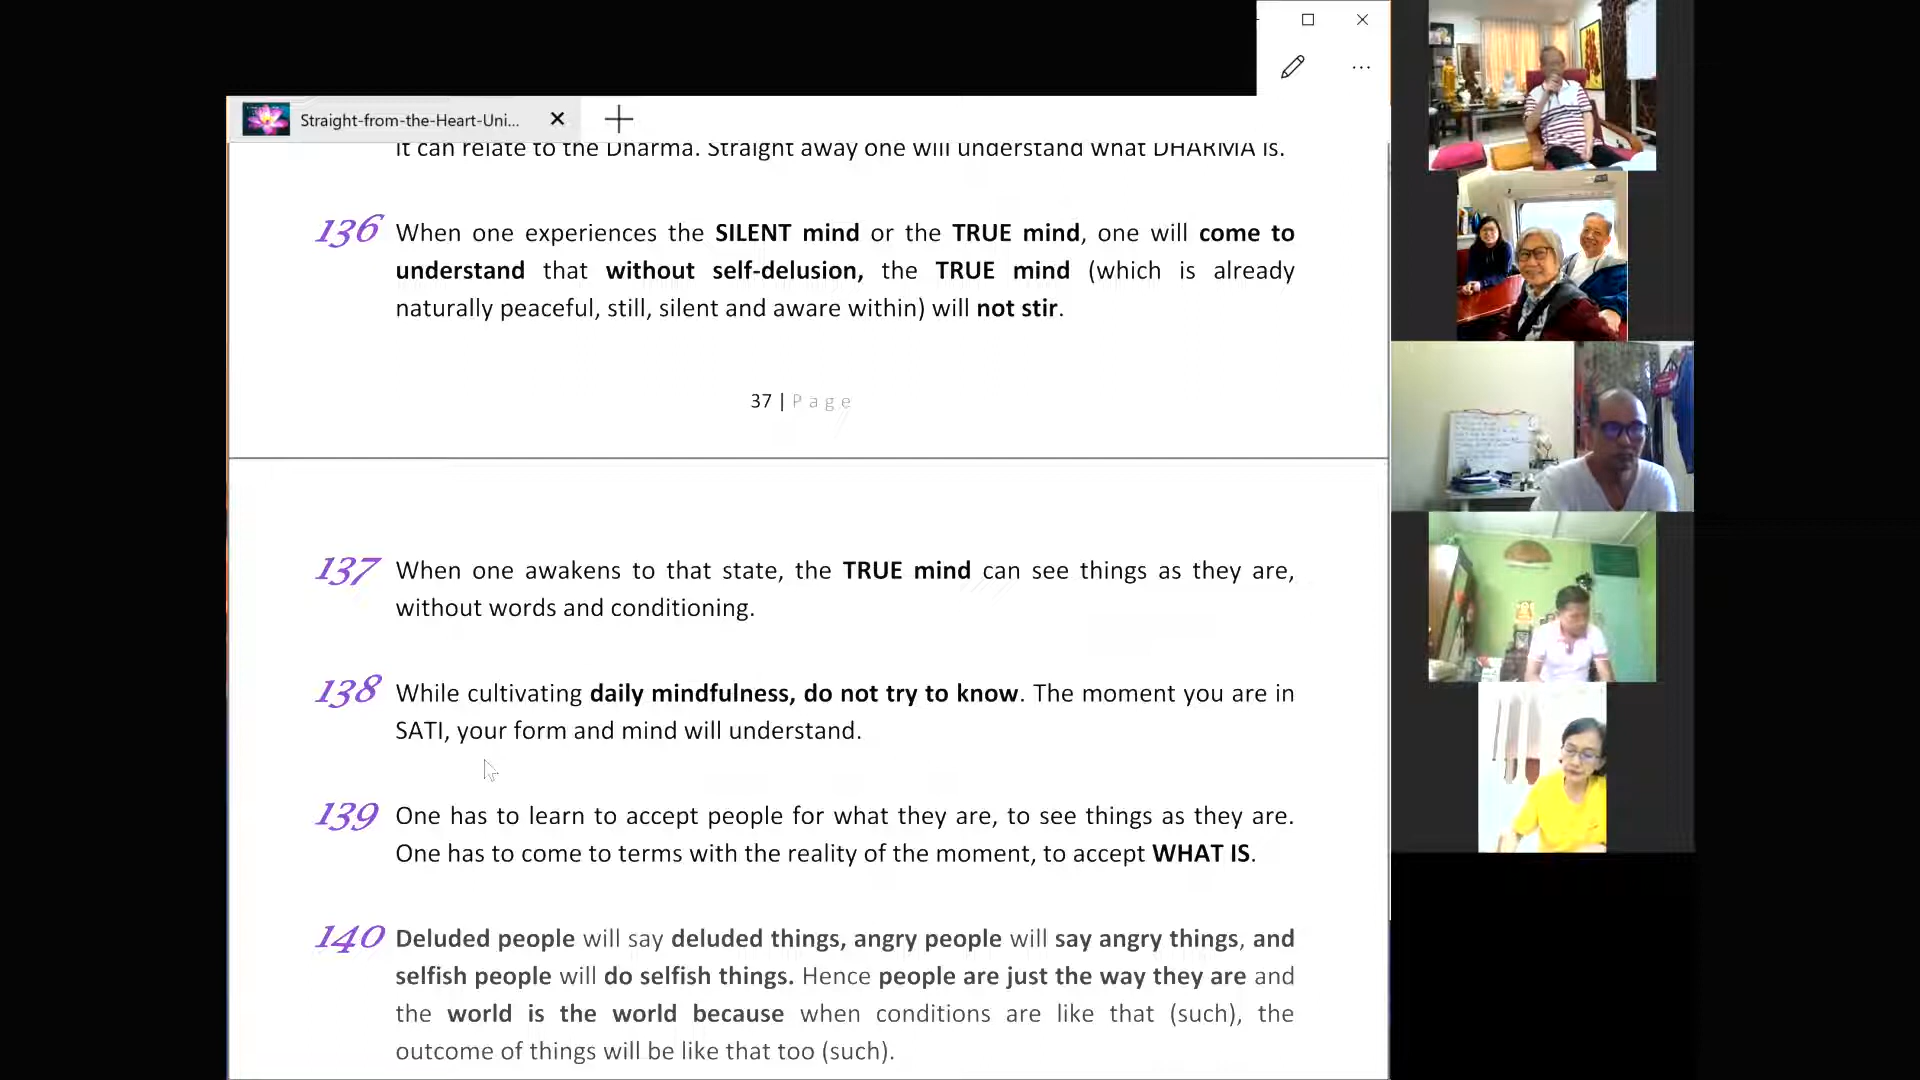 Straight-from-the-Heart-Uni...
It can relate to the Dharma. Straight away one will understand what DHARMA is.
136 When one experiences the SILENT mind or the TRUE mind, one will come to
understand that without self-delusion, the TRUE mind (which is already
naturally peaceful, still, silent and aware within) will not stir.
37 | Page
137 When one awakens to that state, the TRUE mind can see things as they are,
without words and conditioning.
138 While cultivating daily mindfulness, do not try to know. The moment you are in
SATI, your form and mind will understand.
139 One has to learn to accept people for what they are, to see things as they are.
One has to come to terms with the reality of the moment, to accept WHAT IS.
140 Deluded people will say deluded things, angry people will say angry things, and
selfish people will do selfish things. Hence people are just the way they are and
the world is the world because when conditions are like that (such), the
outcome of things will be like that too (such).